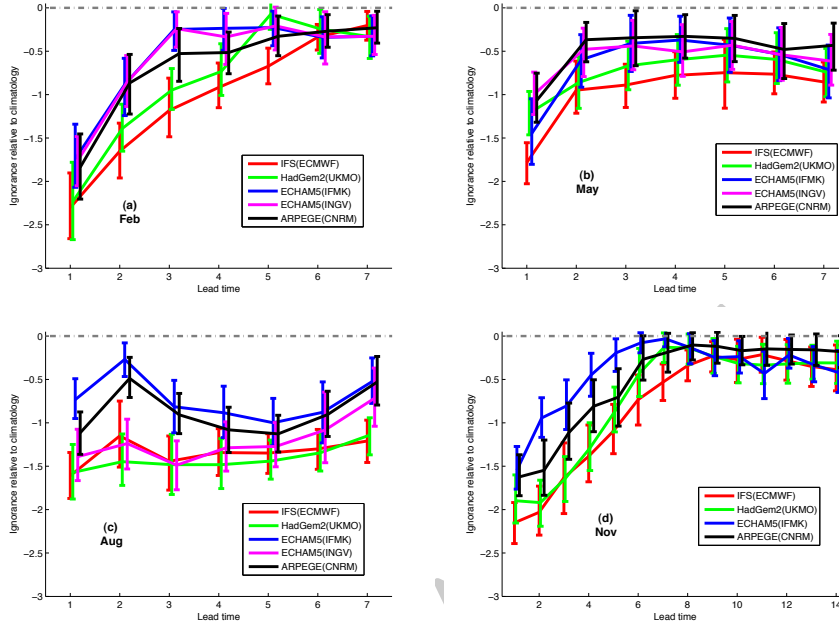 0
−0.5
−1
−1.5
−2
−2.5
−3
Ignorance relative to climatology
1 2 3 4 5 6 7
Lead time
(a)
Feb
IFS(ECMWF)
HadGem2(UKMO)
ECHAM5(IFMK)
ECHAM5(INGV)
ARPEGE(CNRM)
0
−0.5
−1
−1.5
−2
−2.5
−3
Ignorance relative to climatology
1 2 3 4 5 6 7
Lead time
(b)
May
IFS(ECMWF)
HadGem2(UKMO)
ECHAM5(IFMK)
ECHAM5(INGV)
ARPEGE(CNRM)
0
−0.5
−1
−1.5
−2
−2.5
−3
Ignorance relative to climatology
1 2 3 4 5 6 7
Lead time
(c)
Aug
IFS(ECMWF)
HadGem2(UKMO)
ECHAM5(IFMK)
ECHAM5(INGV)
ARPEGE(CNRM)
0
−0.5
−1
−1.5
−2
−2.5
−3
Ignorance relative to climatology
2 4 6 8 10 12 14
Lead time
(d)
Nov
IFS(ECMWF)
HadGem2(UKMO)
ECHAM5(IFMK)
ARPEGE(CNRM)